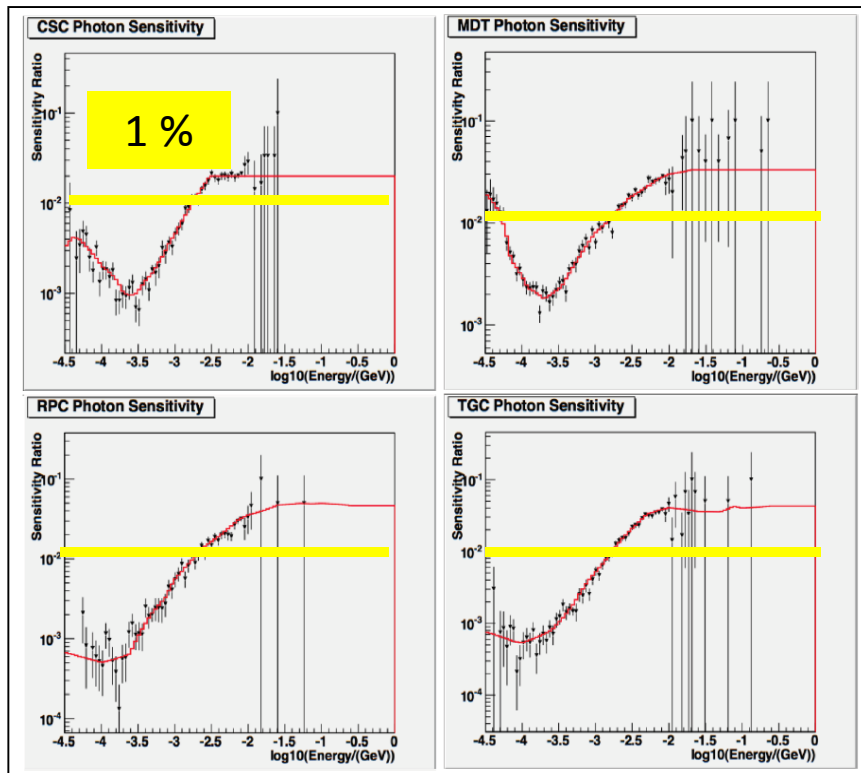 CSC Photon Sensitivity
Sensitivity Ratio
1 %
10^-1
10^-2
10^-3
-4.5 -4 -3.5 -3 -2.5 -2 -1.5 -1 -0.5 0
log10(Energy/(GeV))
MDT Photon Sensitivity
Sensitivity Ratio
10^-1
10^-2
10^-3
-4.5 -4 -3.5 -3 -2.5 -2 -1.5 -1 -0.5 0
log10(Energy/(GeV))
RPC Photon Sensitivity
Sensitivity Ratio
10^-1
10^-2
10^-3
10^-4
-4.5 -4 -3.5 -3 -2.5 -2 -1.5 -1 -0.5 0
log10(Energy/(GeV))
TGC Photon Sensitivity
Sensitivity Ratio
10^-1
10^-2
10^-3
10^-4
-4.5 -4 -3.5 -3 -2.5 -2 -1.5 -1 -0.5 0
log10(Energy/(GeV))